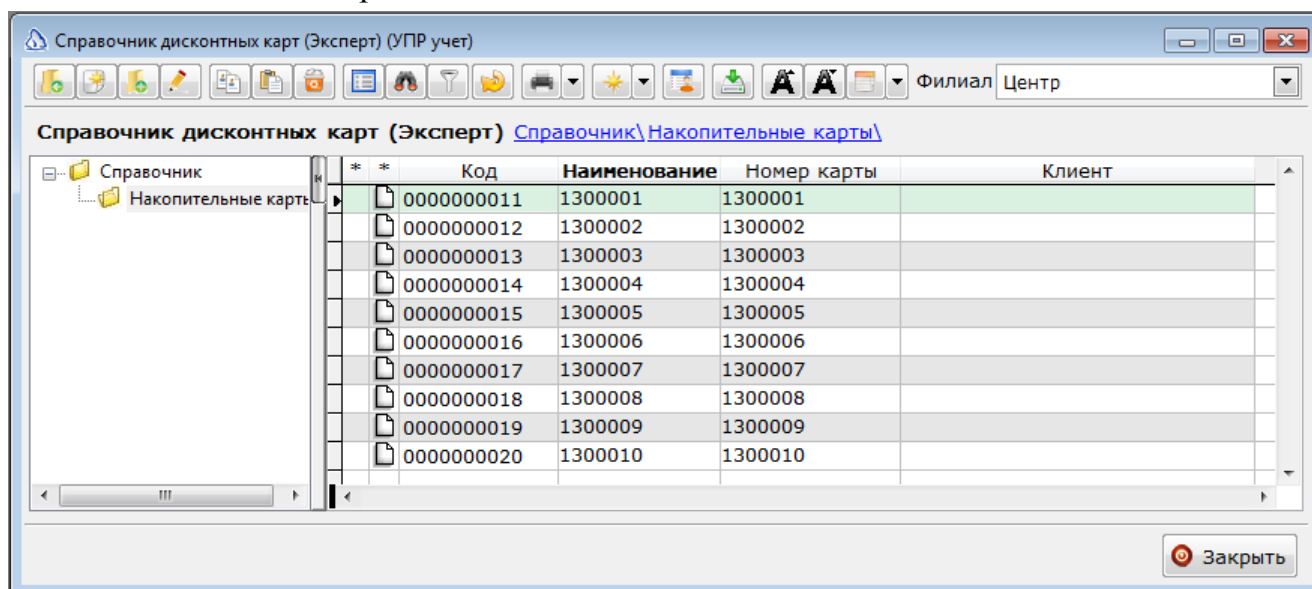 Справочник дисконтных карт (Эксперт) (УПР учет)
Филиал Центр
Справочник дисконтных карт (Эксперт) Справочник\ Накопительные карты\
Справочник
Накопительные карть
* * Код Наименование Номер карты Клиент
0000000011 1300001 1300001
0000000012 1300002 1300002
0000000013 1300003 1300003
0000000014 1300004 1300004
0000000015 1300005 1300005
0000000016 1300006 1300006
0000000017 1300007 1300007
0000000018 1300008 1300008
0000000019 1300009 1300009
0000000020 1300010 1300010
Закрыть